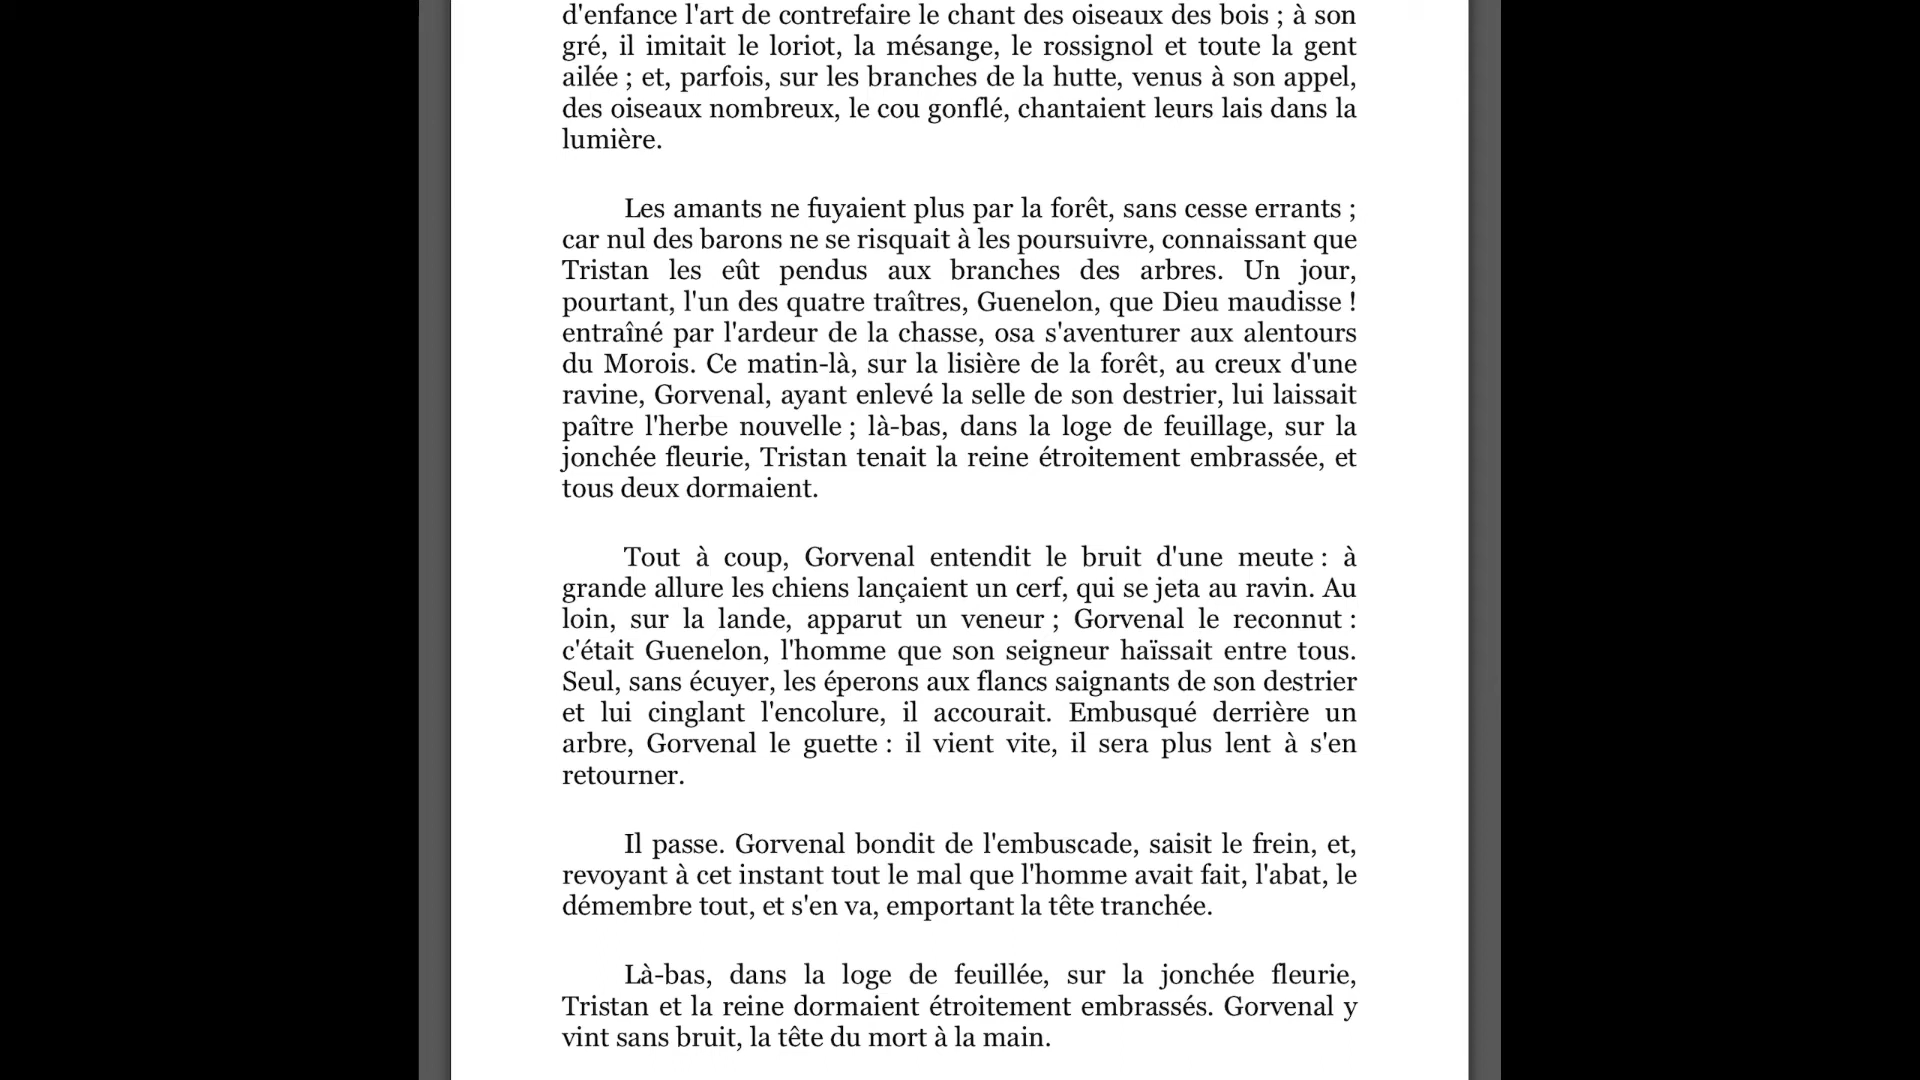 d'enfance l'art de contrefaire le chant des oiseaux des bois ; à son
gré, il imitait le loriot, la mésange, le rossignol et toute la gent
ailée ; et, parfois, sur les branches de la hutte, venus à son appel,
des oiseaux nombreux, le cou gonflé, chantaient leurs lais dans la
lumière.
Les amants ne fuyaient plus par la forêt, sans cesse errants ;
car nul des barons ne se risquait à les poursuivre, connaissant que
Tristan les eût pendus aux branches des arbres. Un jour,
pourtant, l'un des quatre traîtres, Guenelon, que Dieu maudisse !
entraîné par l'ardeur de la chasse, osa s'aventurer aux alentours
du Morois. Ce matin-là, sur la lisière de la forêt, au creux d'une
ravine, Gorvenal, ayant enlevé la selle de son destrier, lui laissait
paître l'herbe nouvelle ; là-bas, dans la loge de feuillage, sur la
jonchée fleurie, Tristan tenait la reine étroitement embrassée, et
tous deux dormaient.
Tout à coup, Gorvenal entendit le bruit d'une meute : à
grande allure les chiens lançaient un cerf, qui se jeta au ravin. Au
loin, sur la lande, apparut un veneur ; Gorvenal le reconnut :
c'était Guenelon, l'homme que son seigneur haïssait entre tous.
Seul, sans écuyer, les éperons aux flancs saignants de son destrier
et lui cinglant l'encolure, il accourait. Embusqué derrière un
arbre, Gorvenal le guette : il vient vite, il sera plus lent à s'en
retourner.
Il passe. Gorvenal bondit de l'embuscade, saisit le frein, et,
revoyant à cet instant tout le mal que l'homme avait fait, l'abat, le
démembre tout, et s'en va, emportant la tête tranchée.
Là-bas, dans la loge de feuillée, sur la jonchée fleurie,
Tristan et la reine dormaient étroitement embrassés. Gorvenal y
vint sans bruit, la tête du mort à la main.